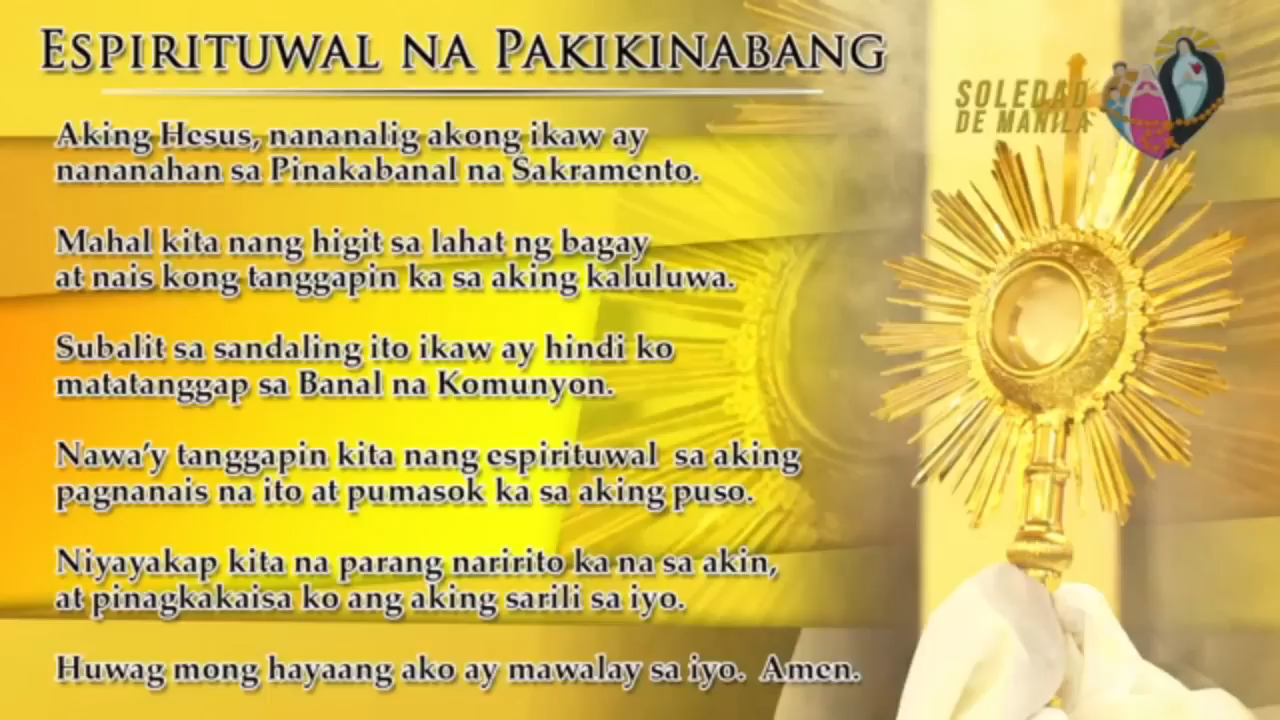 ESPIRITUWAL NA PAKIKINABANG
SOLEDAD
DE MANILA
Aking Hesus, nananalig akong ikaw ay
nananahan sa Pinakabanal na Sakramento.
Mahal kita nang higit sa lahat ng bagay
at nais kong tanggapin ka sa aking kaluluwa.
Subalit sa sandaling ito ikaw ay hindi ko
matatanggap sa Banal na Komunyon.
Nawa'y tanggapin kita nang espirituwal sa aking
pagnanais na ito at pumasok ka sa aking puso.
Niyayakap kita na parang naririto ka na sa akin,
at pinagkakaisa ko ang aking sarili sa iyo.
Huwag mong hayaang ako ay mawalay sa iyo. Amen.